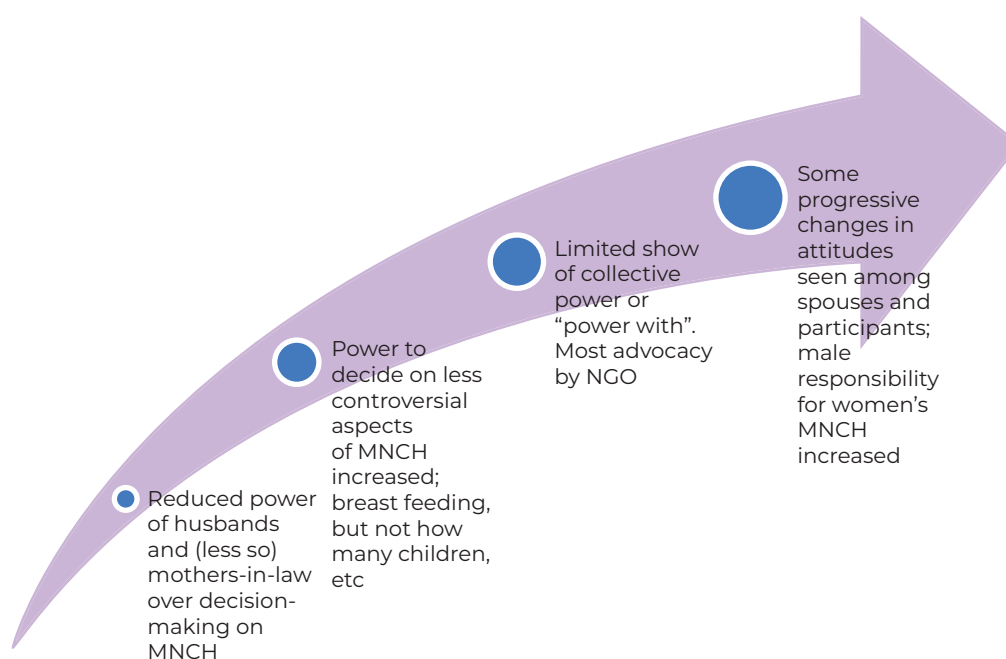 Reduced power
of husbands
and (less so)
mothers-in-law
over decision-
making on
MNCH
Power to
decide on less
controversial
aspects
of MNCH
increased;
breast feeding,
but not how
many children,
etc
Limited show
of collective
power or
“power with”.
Most advocacy
by NGO
Some
progressive
changes in
attitudes
seen among
spouses and
participants;
male
responsibility
for women’s
MNCH
increased